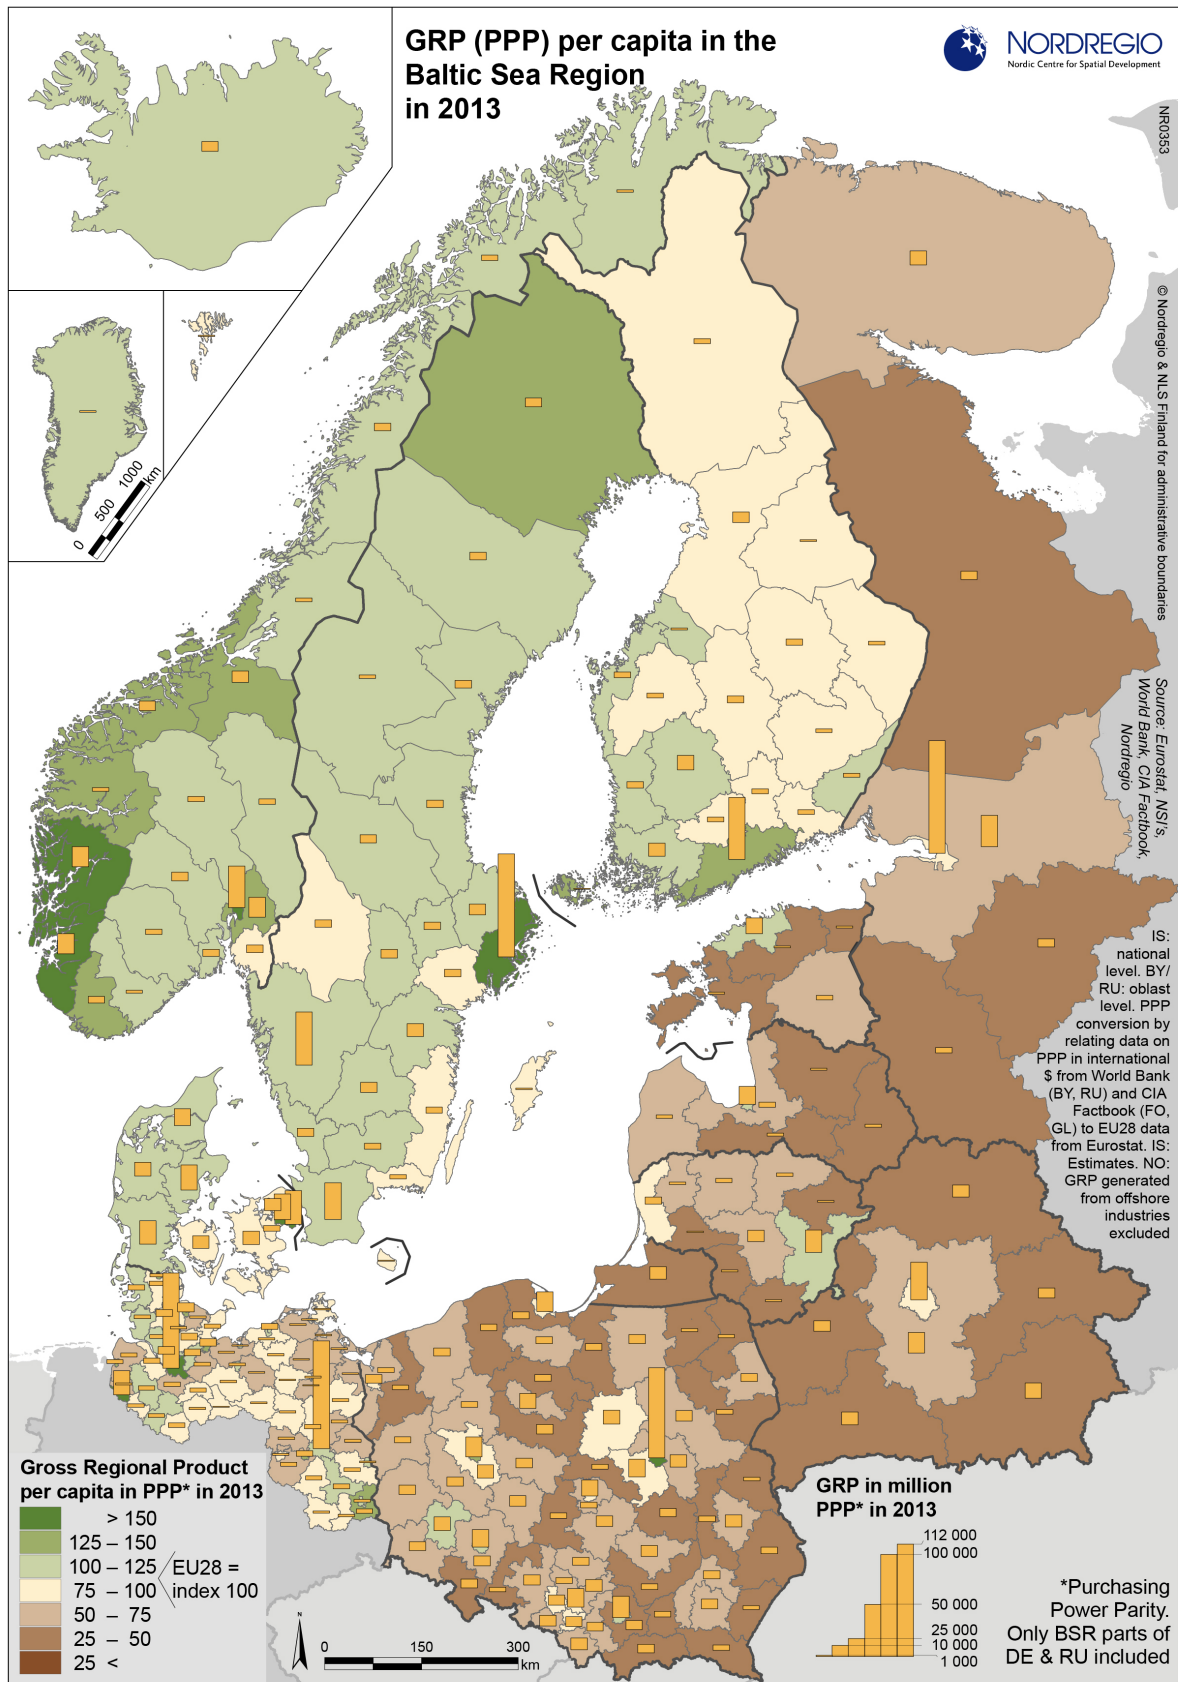 GRP (PPP) per capita in the
Baltic Sea Region
in 2013
NORDREGIO
Nordic Centre for Spatial Development
NR0353
© Nordregio & NLS Finland for administrative boundaries
Source: Eurostat, NSI's,
World Bank, CIA Factbook,
Nordregio
0
500
1000
km
IS:
national
level. BY/
RU: oblast
level. PPP
conversion by
relating data on
PPP in international
$ from World Bank
(BY, RU) and CIA
Factbook (FO,
GL) to EU28 data
from Eurostat. IS:
Estimates. NO:
GRP generated
from offshore
industries
excluded
Gross Regional Product
per capita in PPP* in 2013
> 150
125 – 150
100 – 125
75 – 100
50 – 75
25 – 50
25 <
EU28 =
index 100
N
0 150 300
km
GRP in million
PPP* in 2013
112 000
100 000
50 000
25 000
10 000
1 000
*Purchasing
Power Parity.
Only BSR parts of
DE & RU included